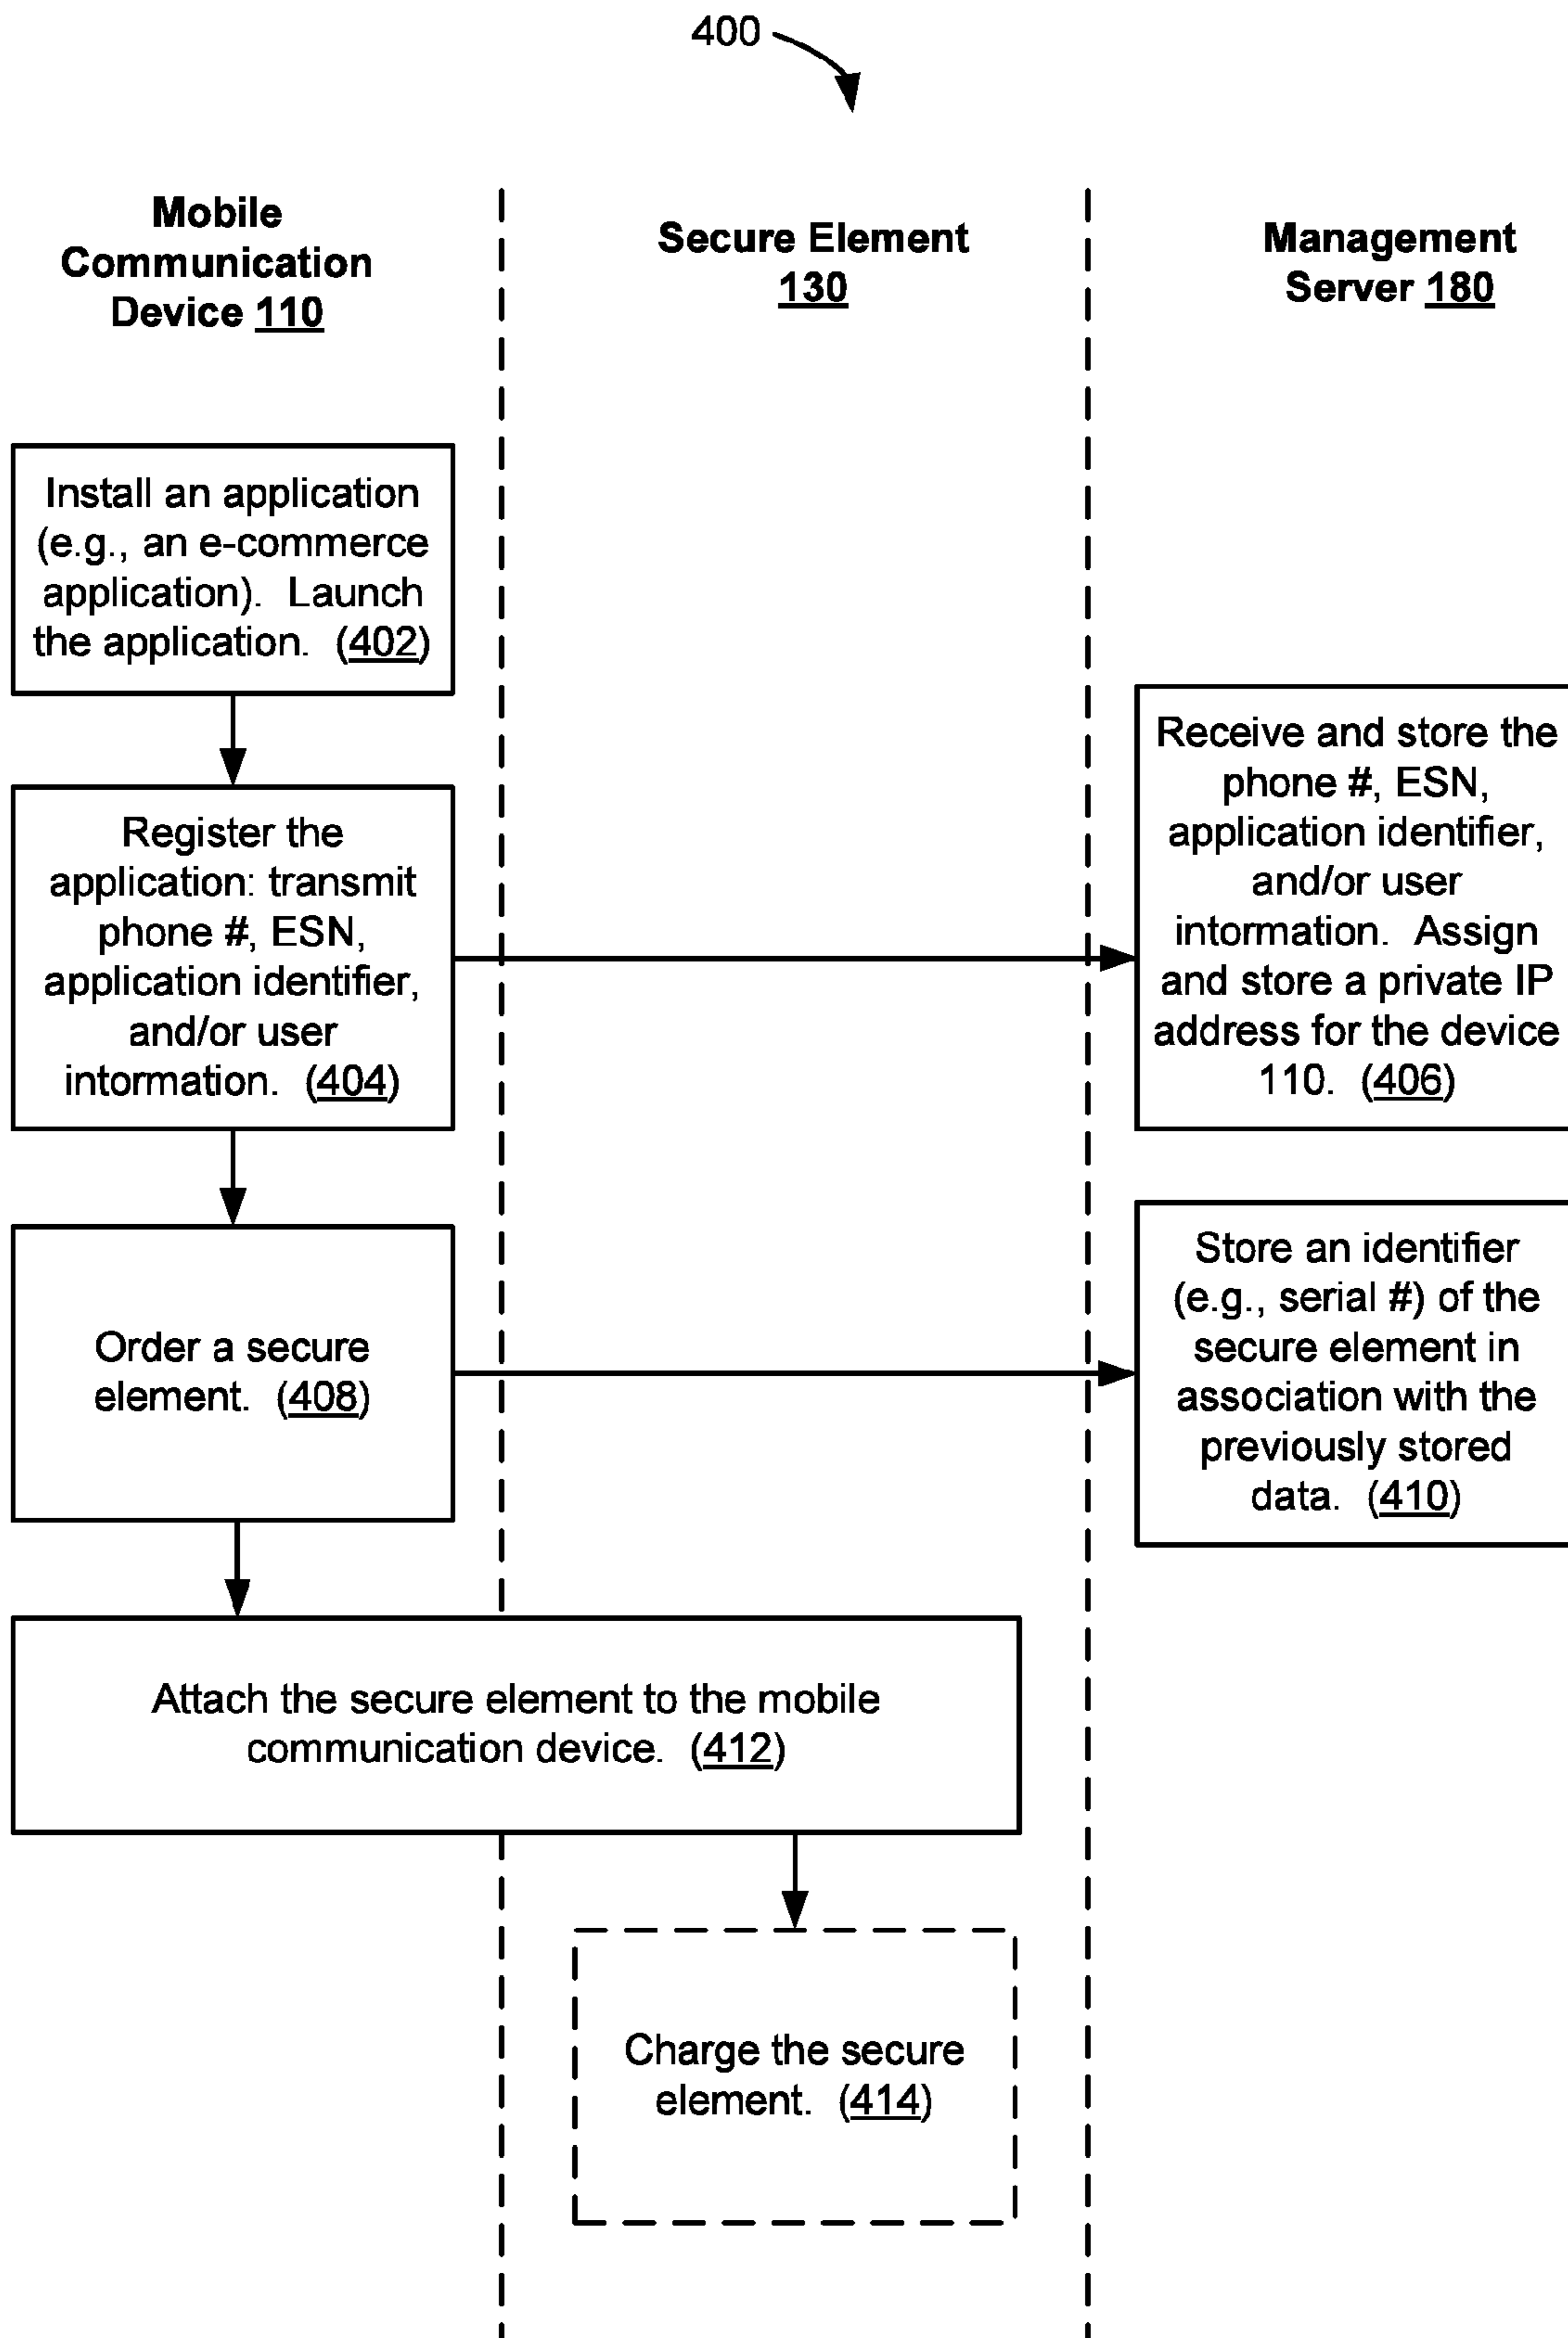 400
Mobile
Communication
Device 110
Secure Element
130
Management
Server 180
Install an application
(e.g., an e-commerce
application).  Launch
the application.  (402)
Register the
application: transmit
phone #, ESN,
application identifier,
and/or user
intormation.  (404)
Receive and store the
phone #, ESN,
application identifier,
and/or user
intormation.  Assign
and store a private IP
address for the device
110.  (406)
Order a secure
element.  (408)
Store an identifier
(e.g., serial #) of the
secure element in
association with the
previously stored
data.  (410)
Attach the secure element to the mobile
communication device.  (412)
Charge the secure
element.  (414)